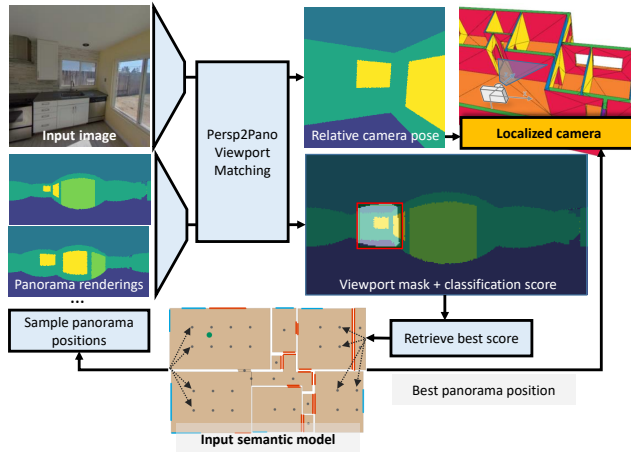 Input image
Persp2Pano
Viewport
Matching
Relative camera pose
Localized camera
Panorama renderings
...
Viewport mask + classification score
Sample panorama
positions
Retrieve best score
Best panorama position
Input semantic model